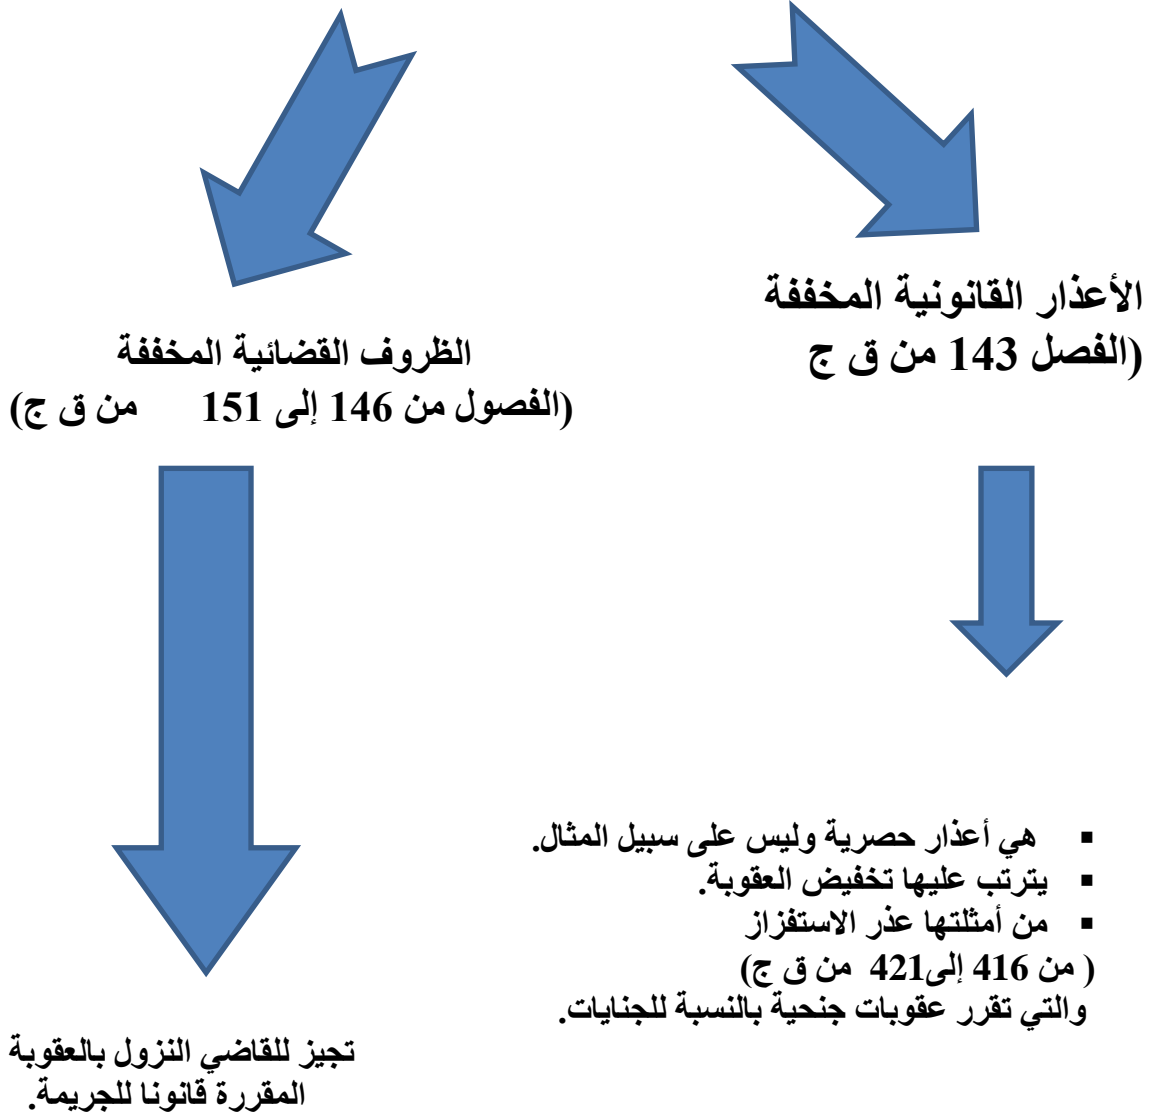 الأعذار القانونية المخففة
(الفصل 143 من ق ج
الظروف القضائية المخففة
(الفصول من 146 إلى 151 من ق ج)
▪ هي أعذار حصرية وليس على سبيل المثال.
▪ يترتب عليها تخفيض العقوبة.
▪ من أمثلتها عذر الاستفزاز
( من 416 إلى421 من ق ج)
والتي تقرر عقوبات جنحية بالنسبة للجنايات.
تجيز للقاضي النزول بالعقوبة
المقررة قانونا للجريمة.